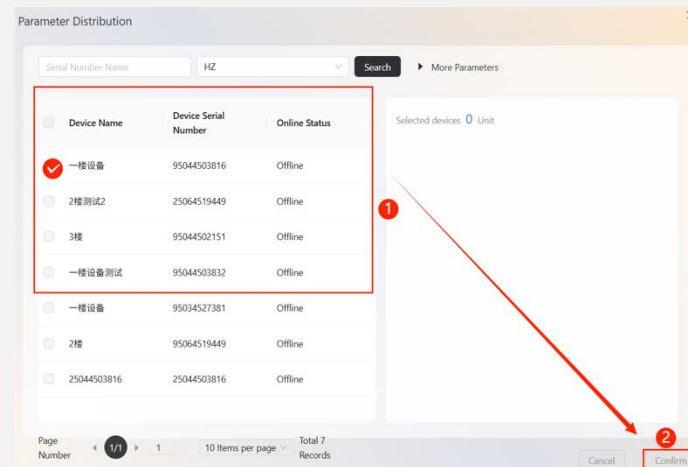 Parameter Distribution
Serial Number Name HZ Search More Parameters
Device Name Device Serial Number Online Status
Selected devices 0 Unit
一楼设备 95044503816 Offline
2楼测试2 25064519449 Offline
3楼 95044502151 Offline
1
一楼设备测试 95044503832 Offline
一楼设备 95034527381 Offline
2楼 95064519449 Offline
25044503816 25044503816 Offline
Page Number 1/1 1 10 Items per page Total 7 Records
2
Cancel Confirm